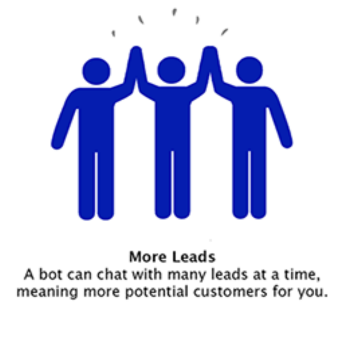 More Leads
A bot can chat with many leads at a time,
meaning more potential customers for you.